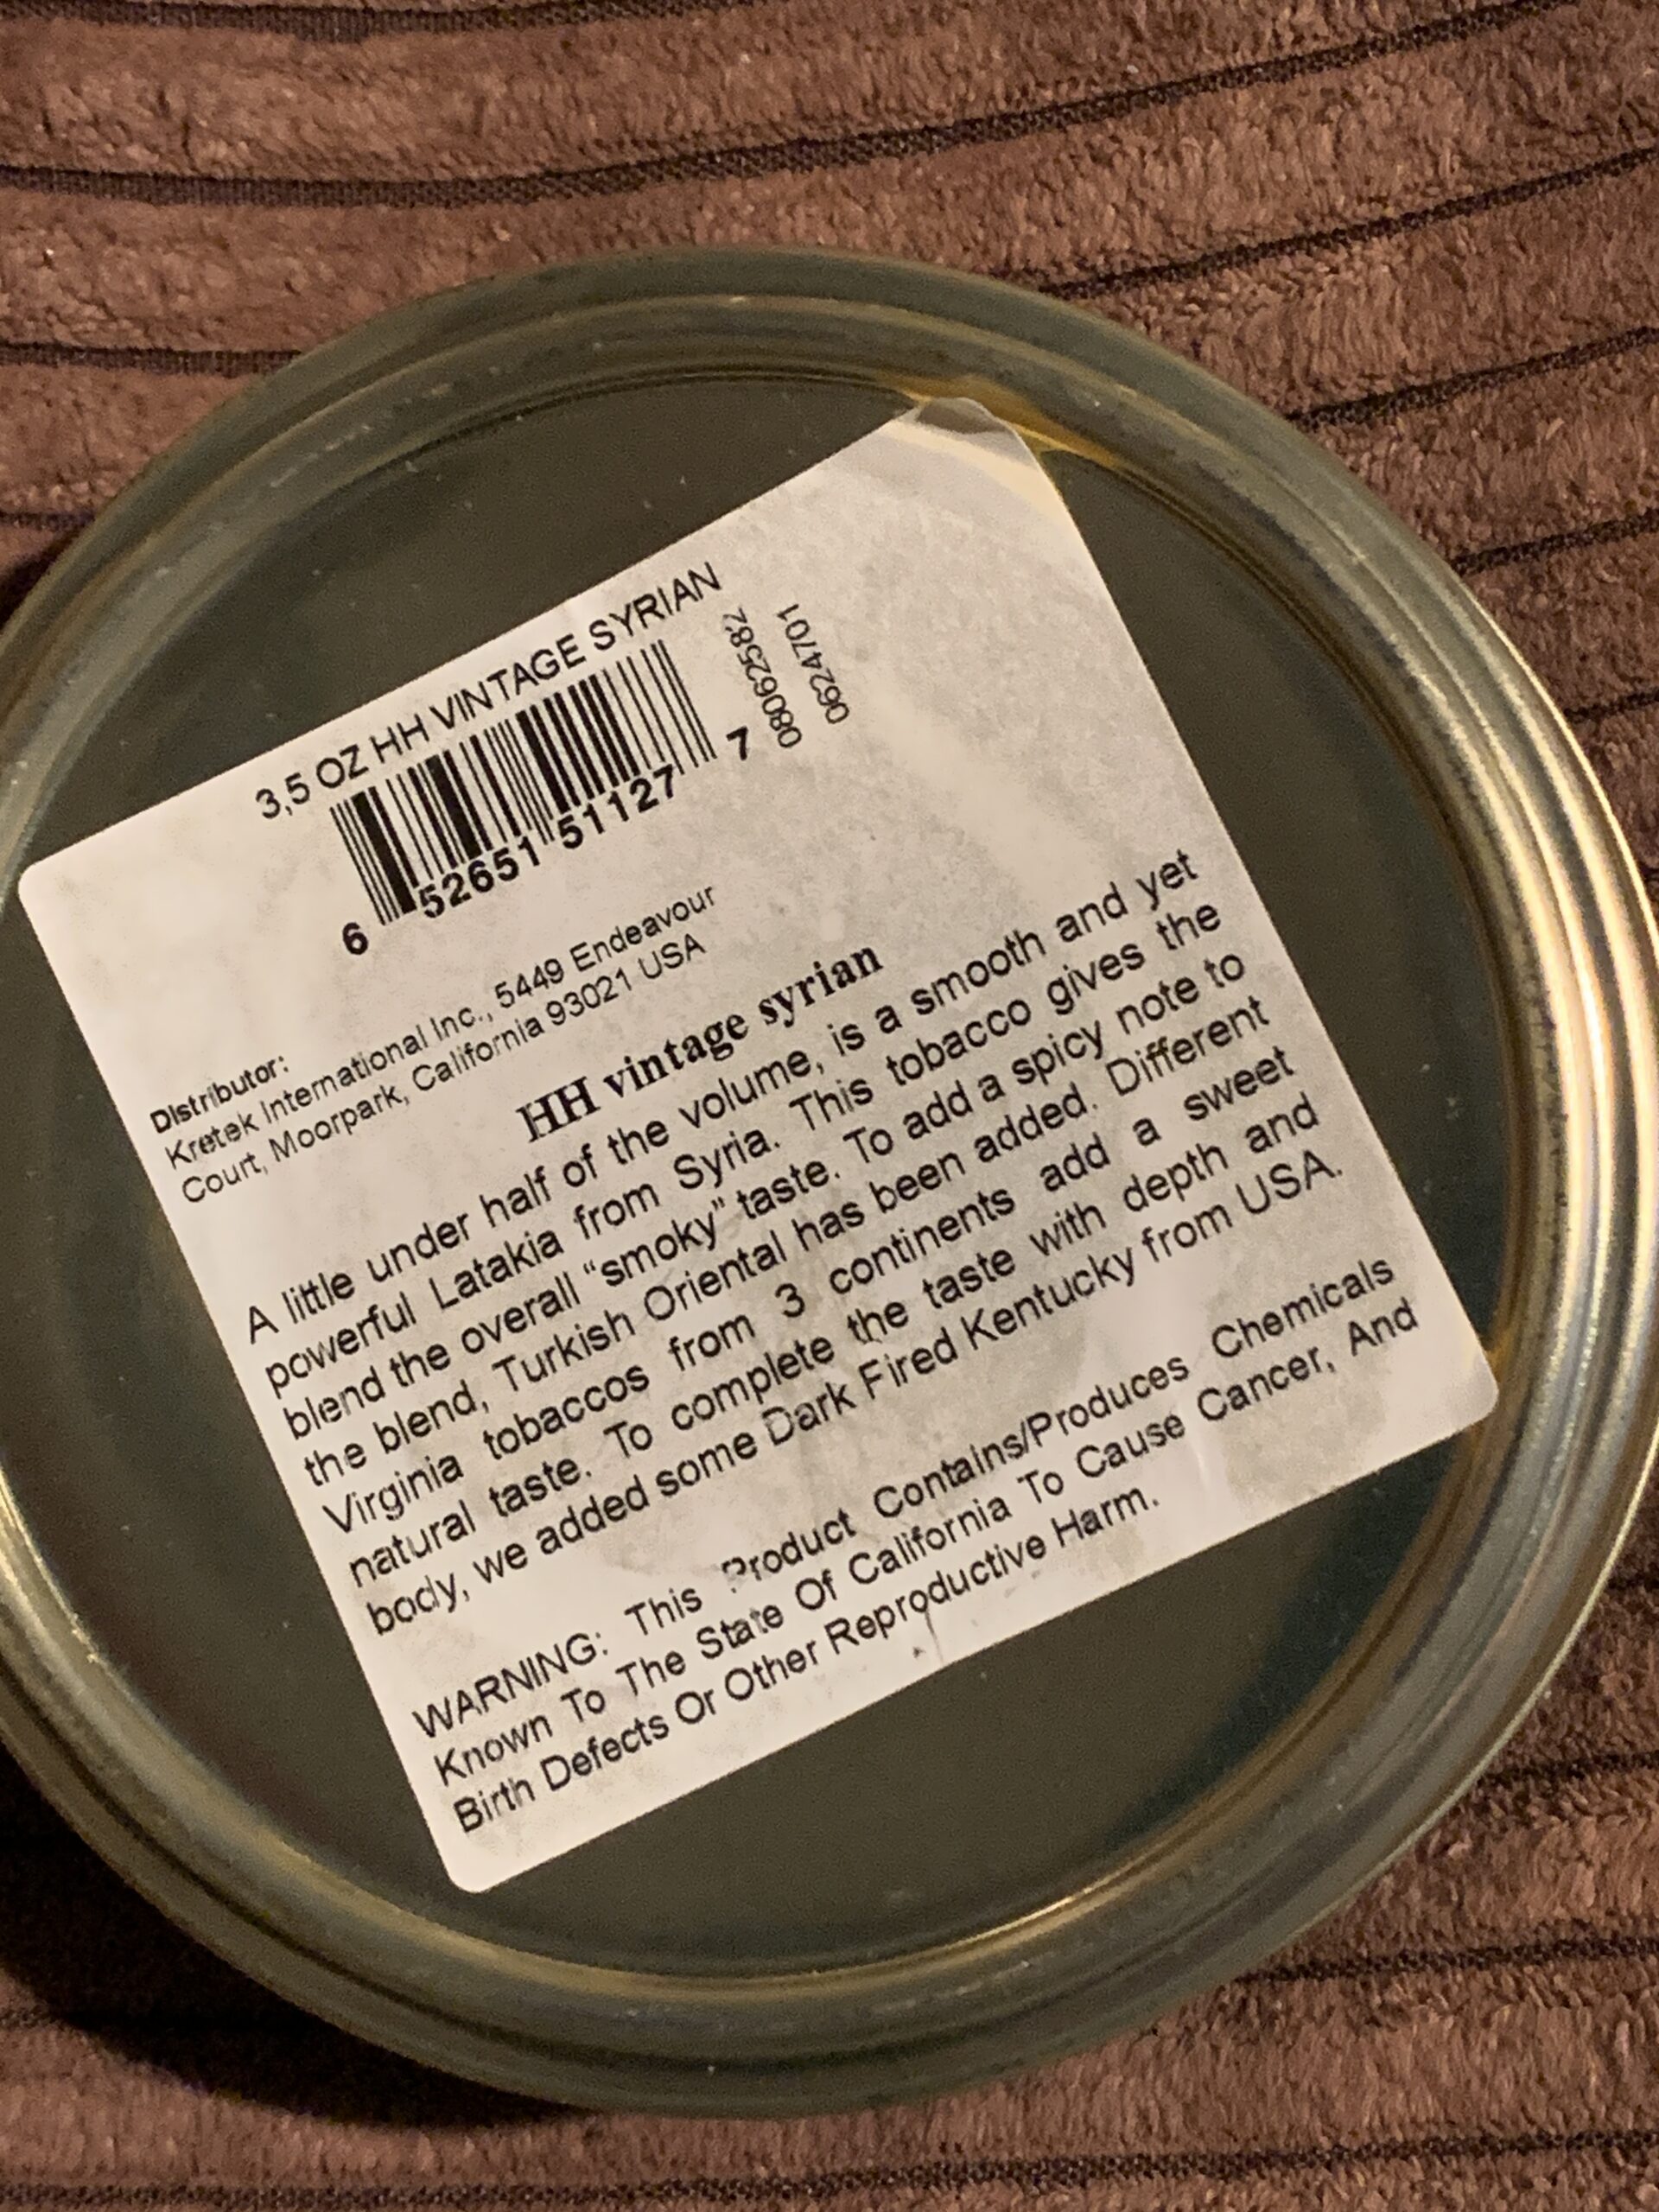 3,5 OZ HH VINTAGE SYRIAN
6 52651 51127 7
08062582
0624701
Distributor:
Kretek International Inc., 5449 Endeavour
Court, Moorpark, California 93021 USA
HH vintage syrian
A little under half of the volume, is a smooth and yet
powerful Latakia from Syria. This tobacco gives the
blend the overall “smoky” taste. To add a spicy note to
the blend, Turkish Oriental has been added. Different
Virginia tobaccos from 3 continents add a sweet
natural taste. To complete the taste with depth and
body, we added some Dark Fired Kentucky from USA.
WARNING: This Product Contains/Produces Chemicals
Known To The State Of California To Cause Cancer, And
Birth Defects Or Other Reproductive Harm.